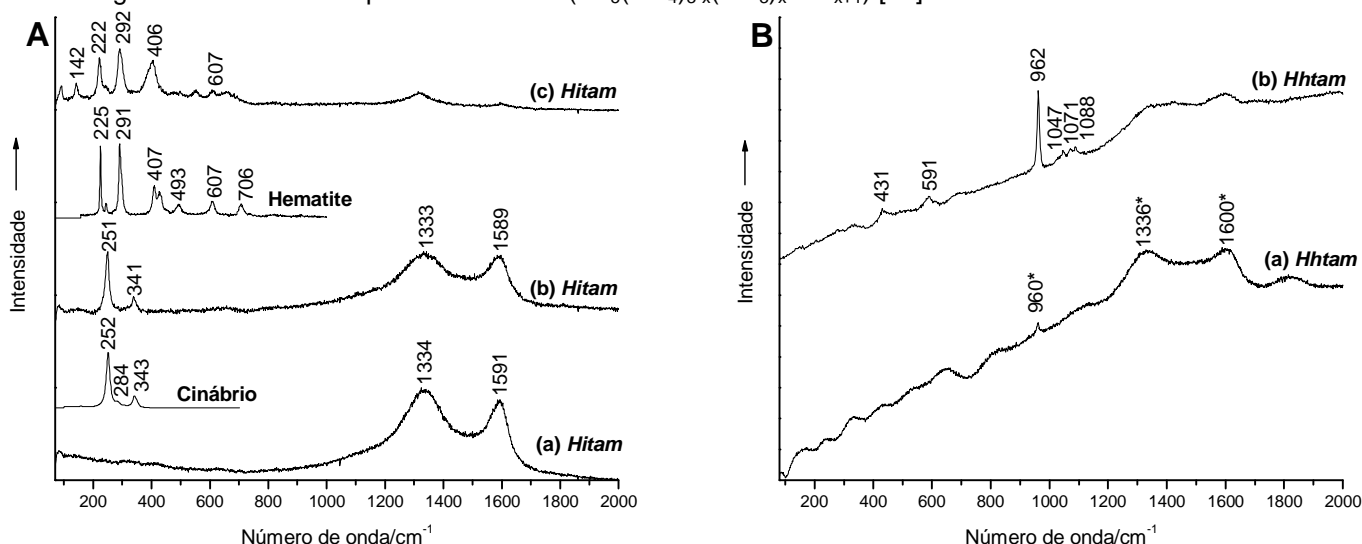 A
142
222
292
406
607
(c) Hitam
225
291
407
493
607
706
Hematite
251
341
1333
1589
(b) Hitam
252
284
343
1334
1591
Cinábrio
(a) Hitam
Intensidade
200 400 600 800 1000 1200 1400 1600 1800 2000
Número de onda/cm⁻¹
B
962
(b) Hhtam
1047
1071
1088
431
591
1336*
1600*
(a) Hhtam
960*
Intensidade
200 400 600 800 1000 1200 1400 1600 1800 2000
Número de onda/cm⁻¹